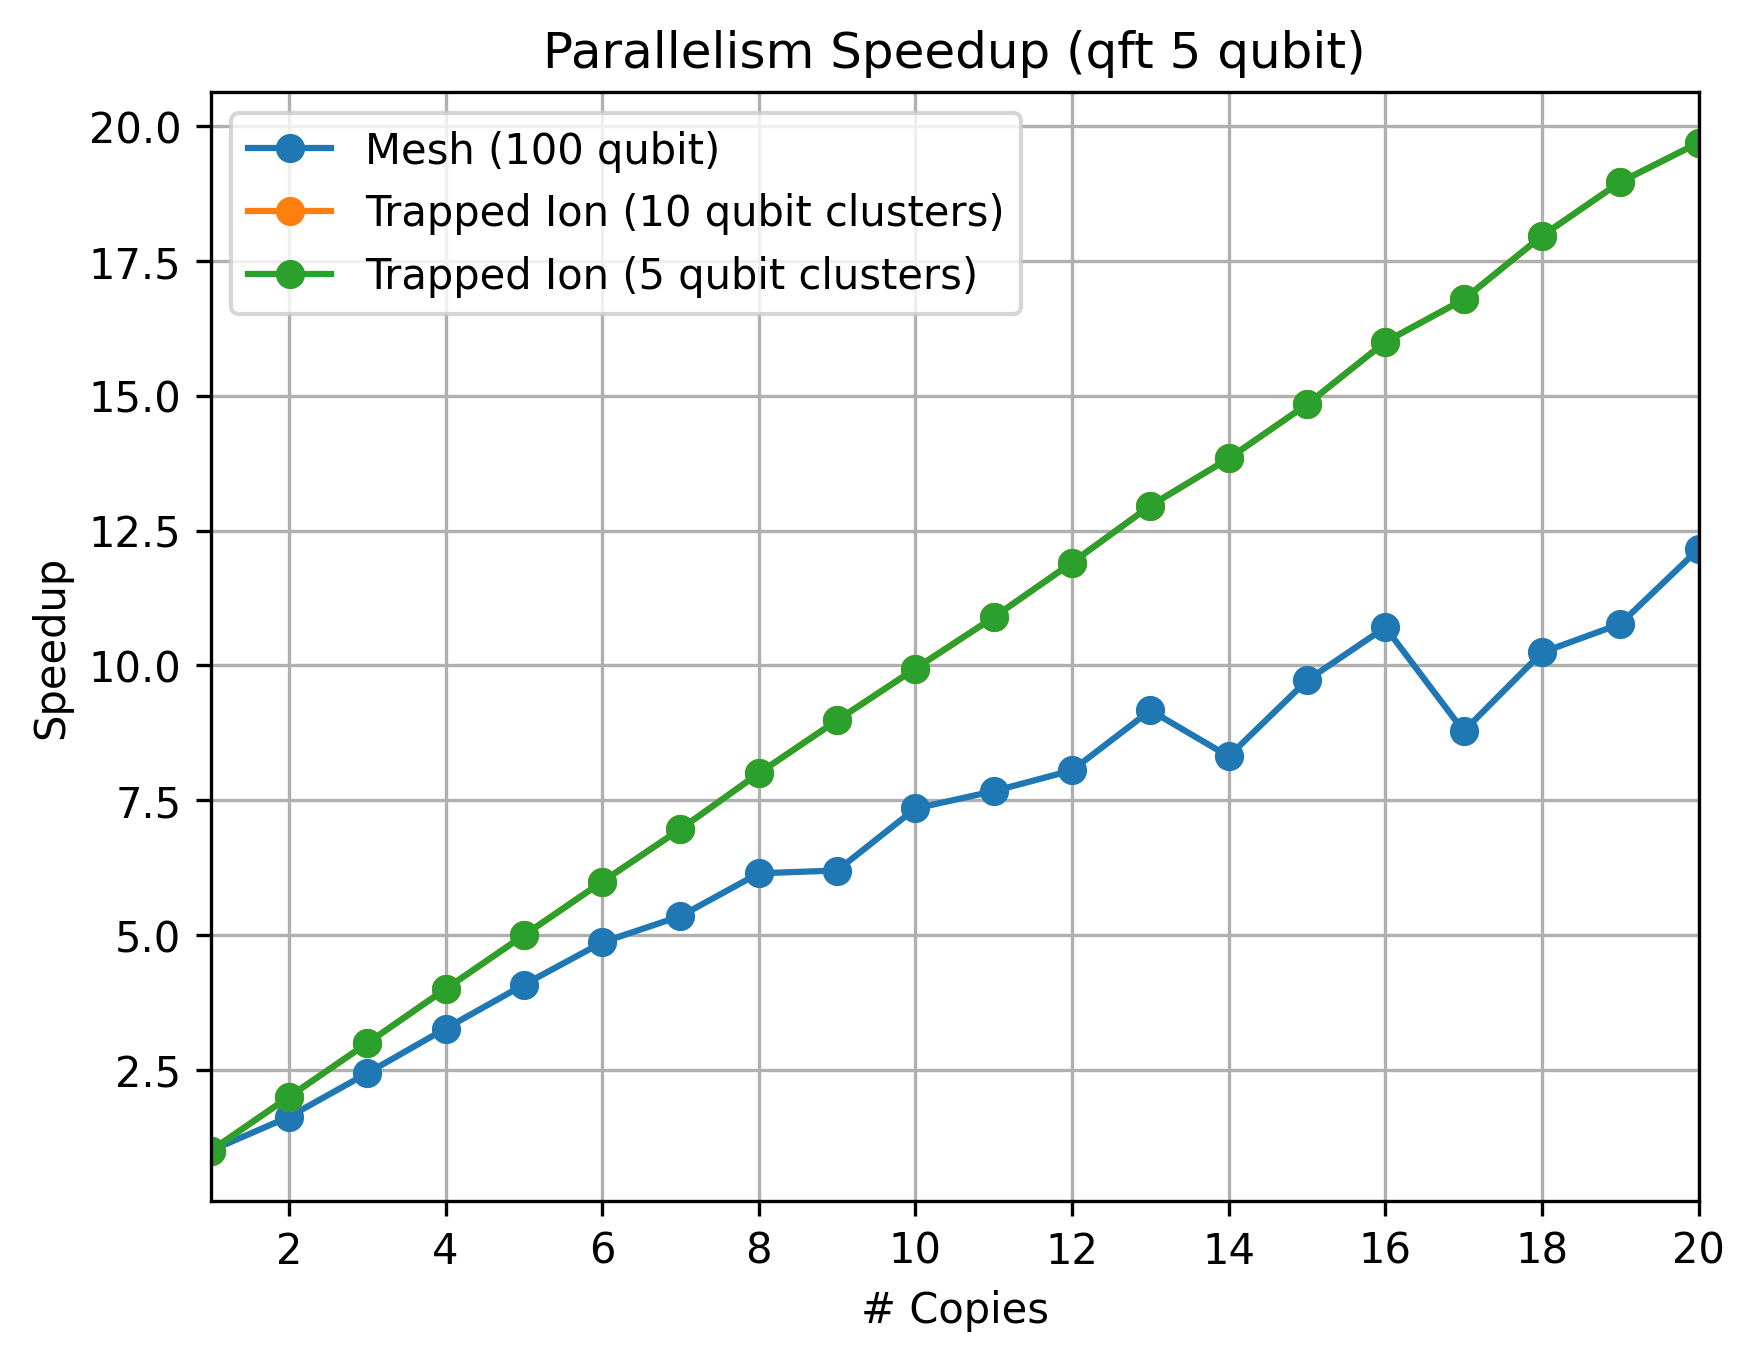 Parallelism Speedup (qft 5 qubit)
Mesh (100 qubit)
Trapped Ion (10 qubit clusters)
Trapped Ion (5 qubit clusters)
20.0
17.5
15.0
12.5
10.0
7.5
5.0
2.5
Speedup
2 4 6 8 10 12 14 16 18 20
# Copies